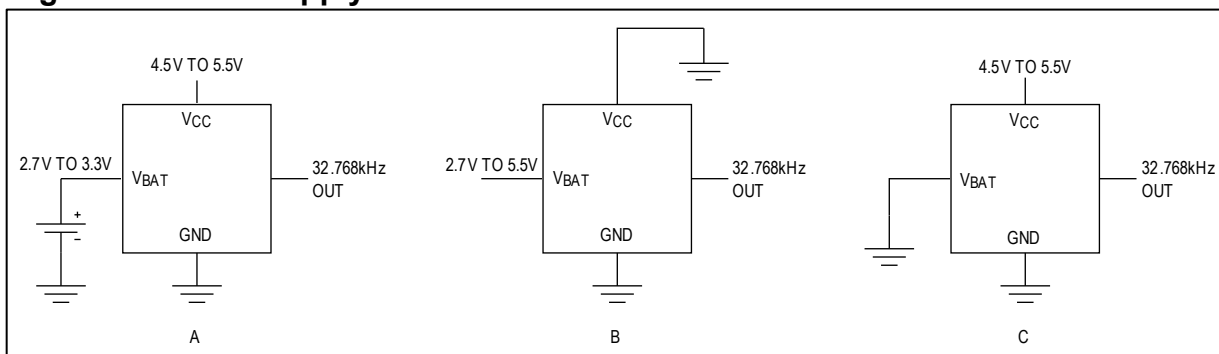 4.5V TO 5.5V
VCC
2.7V TO 3.3V
VBAT
32.768kHz
OUT
+
−
GND
A
VCC
2.7V TO 5.5V
VBAT
32.768kHz
OUT
GND
B
4.5V TO 5.5V
VCC
VBAT
32.768kHz
OUT
GND
C